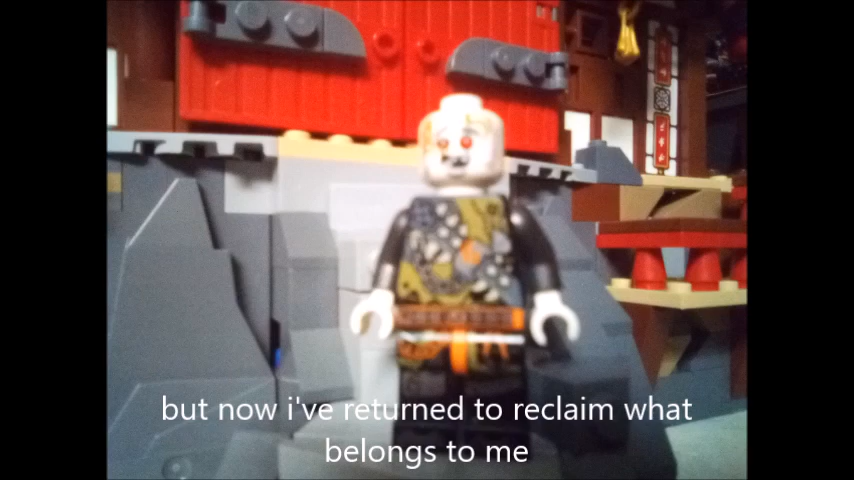 but now i've returned to reclaim what
belongs to me